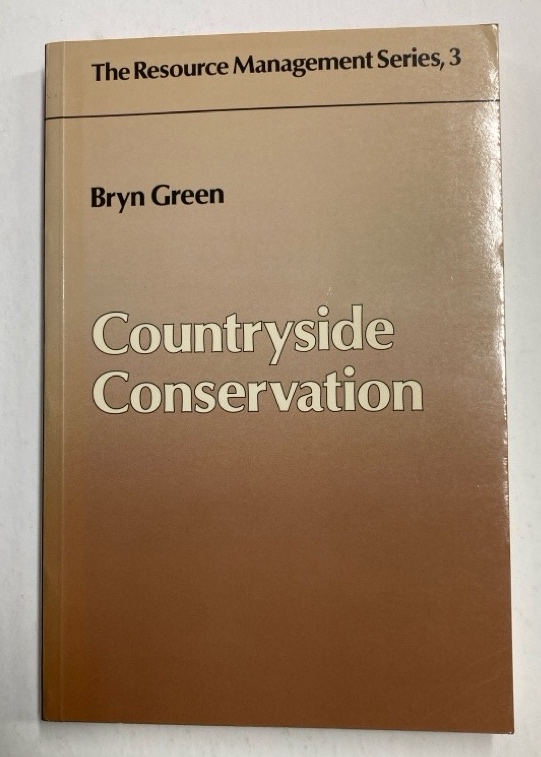 The Resource Management Series, 3
Bryn Green
Countryside
Conservation